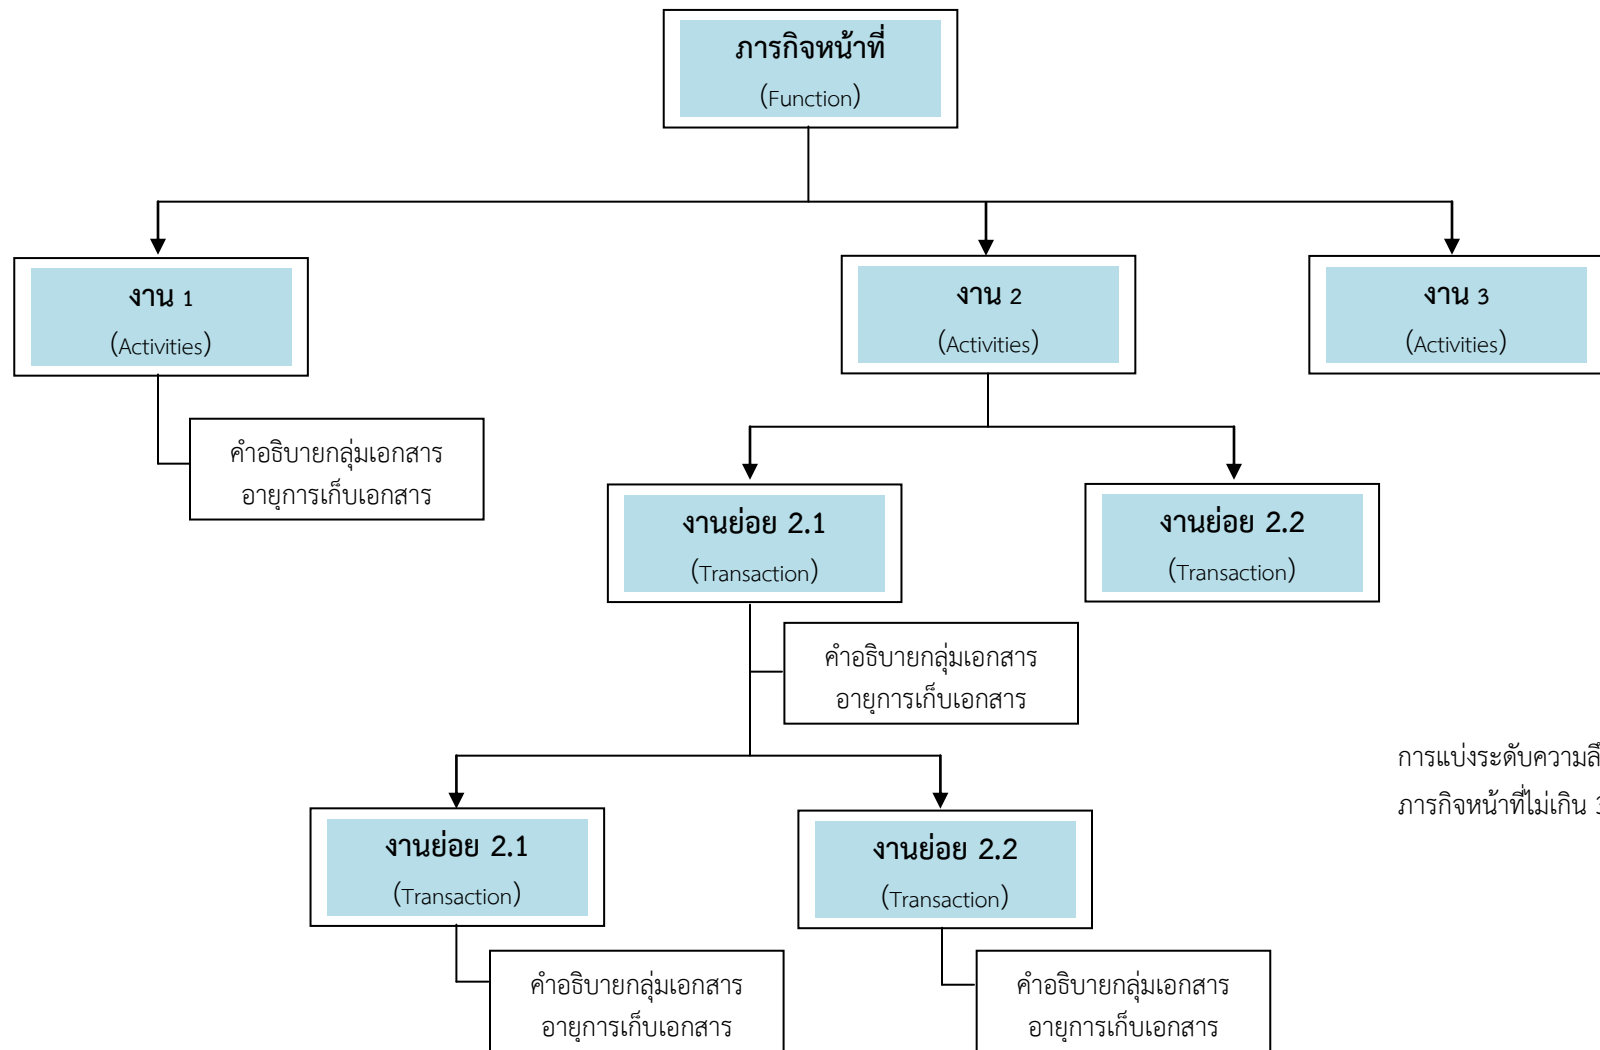 ภารกิจหน้าที่
(Function)
งาน 1
(Activities)
งาน 2
(Activities)
งาน 3
(Activities)
คำอธิบายกลุ่มเอกสาร
อายุการเก็บเอกสาร
งานย่อย 2.1
(Transaction)
งานย่อย 2.2
(Transaction)
คำอธิบายกลุ่มเอกสาร
อายุการเก็บเอกสาร
การแบ่งระดับความลึ
ภารกิจหน้าที่ไม่เกิน 3
งานย่อย 2.1
(Transaction)
งานย่อย 2.2
(Transaction)
คำอธิบายกลุ่มเอกสาร
อายุการเก็บเอกสาร
คำอธิบายกลุ่มเอกสาร
อายุการเก็บเอกสาร